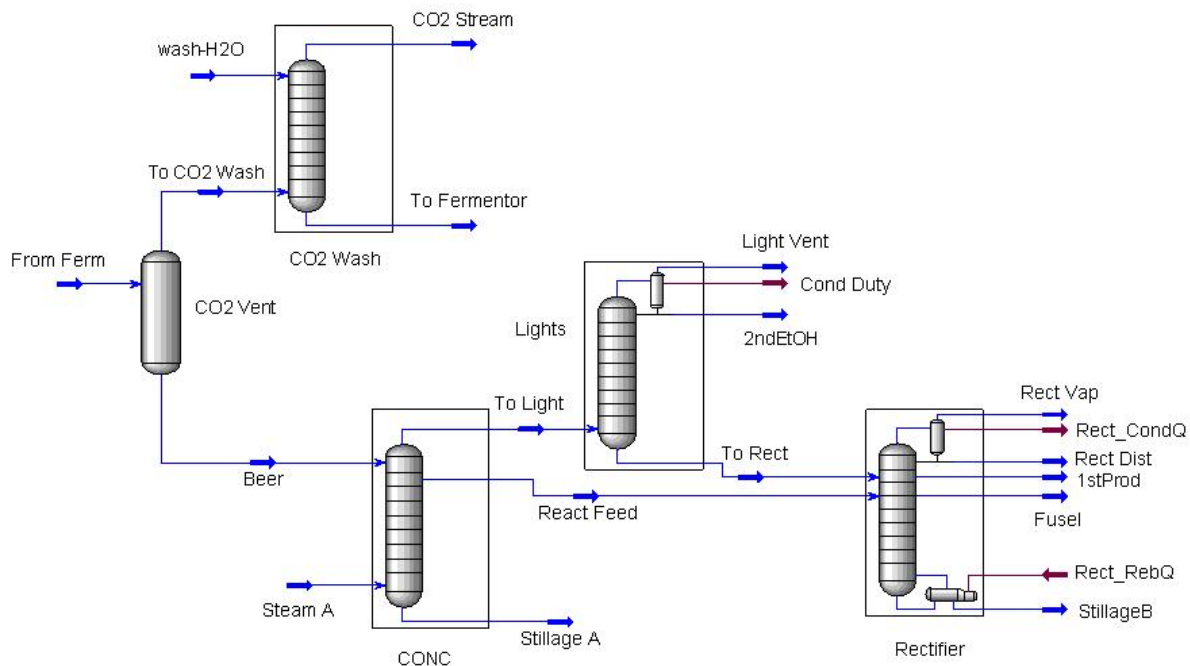 CO2 Stream
wash-H2O
To CO2 Wash
To Fermentor
CO2 Wash
From Ferm
CO2 Vent
Light Vent
Cond Duty
Lights
2ndEtOH
To Light
Rect Vap
Rect_CondQ
To Rect
Rect Dist
1stProd
Beer
React Feed
Fusel
Rect_RebQ
Steam A
StillageB
Stillage A
CONC
Rectifier